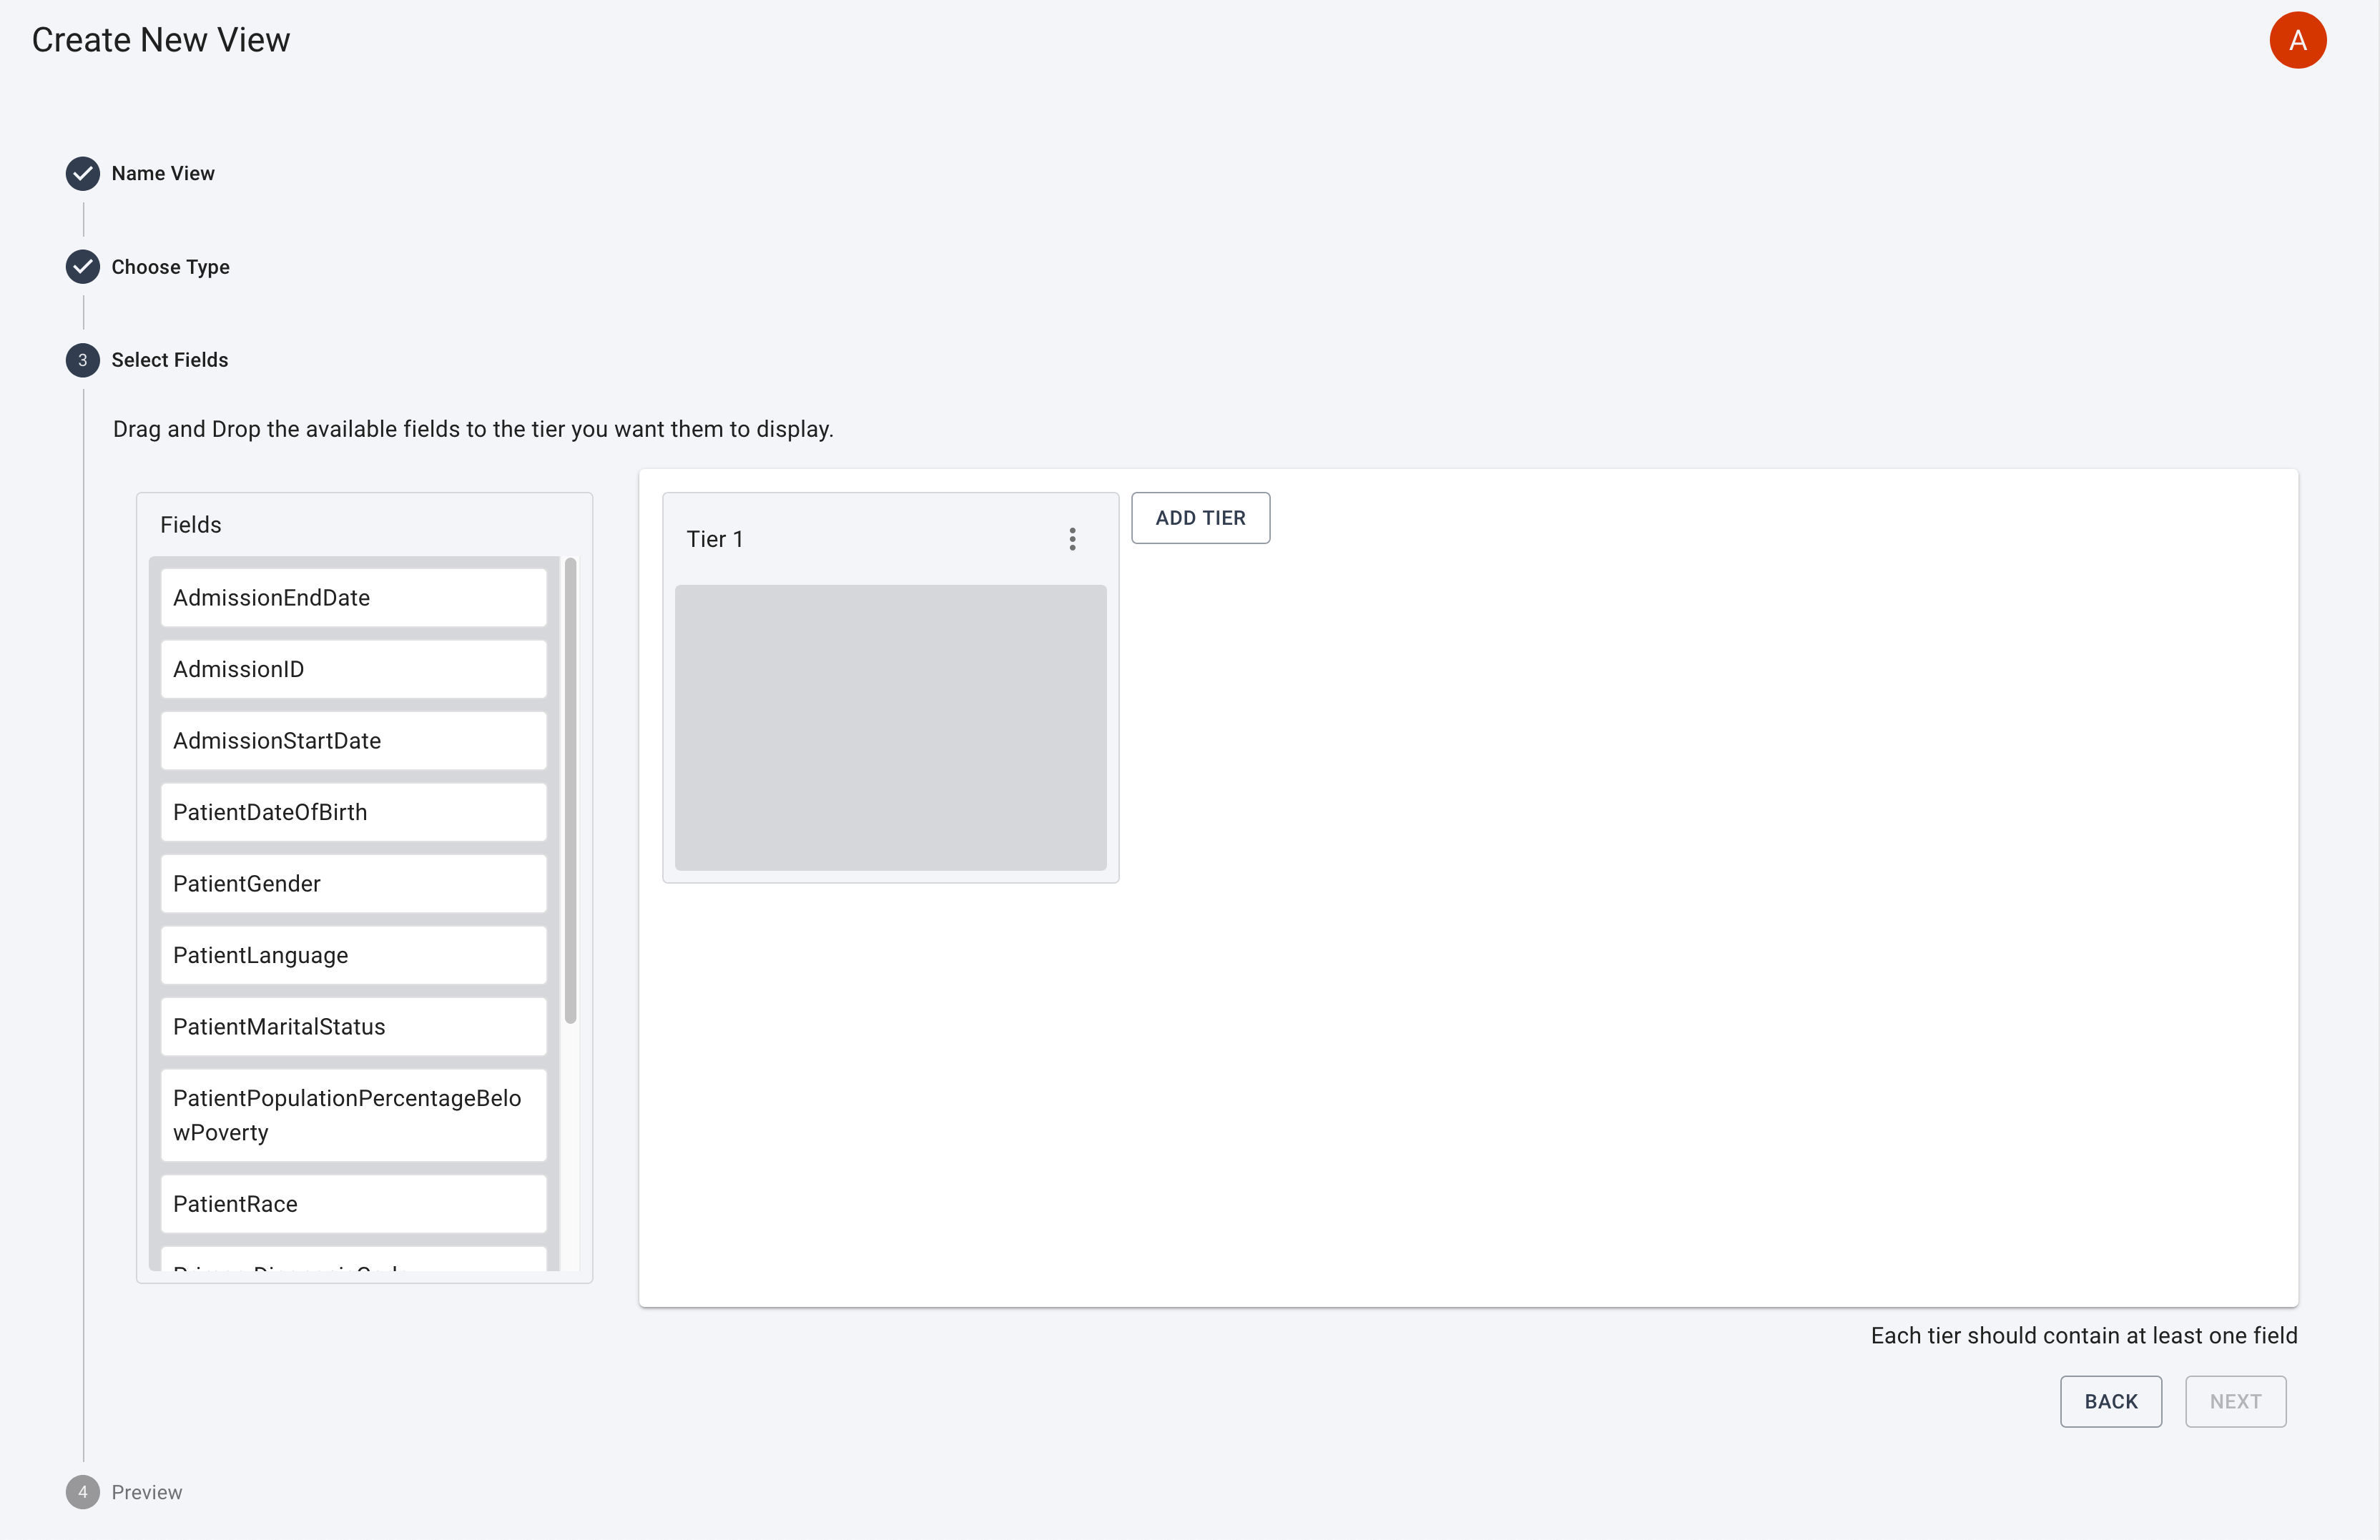 Create New View
A
Name View
Choose Type
3
Select Fields
Drag and Drop the available fields to the tier you want them to display.
Fields
AdmissionEndDate
AdmissionID
AdmissionStartDate
PatientDateOfBirth
PatientGender
PatientLanguage
PatientMaritalStatus
PatientPopulationPercentageBelo
wPoverty
PatientRace
Tier 1
ADD TIER
Each tier should contain at least one field
BACK
NEXT
4
Preview